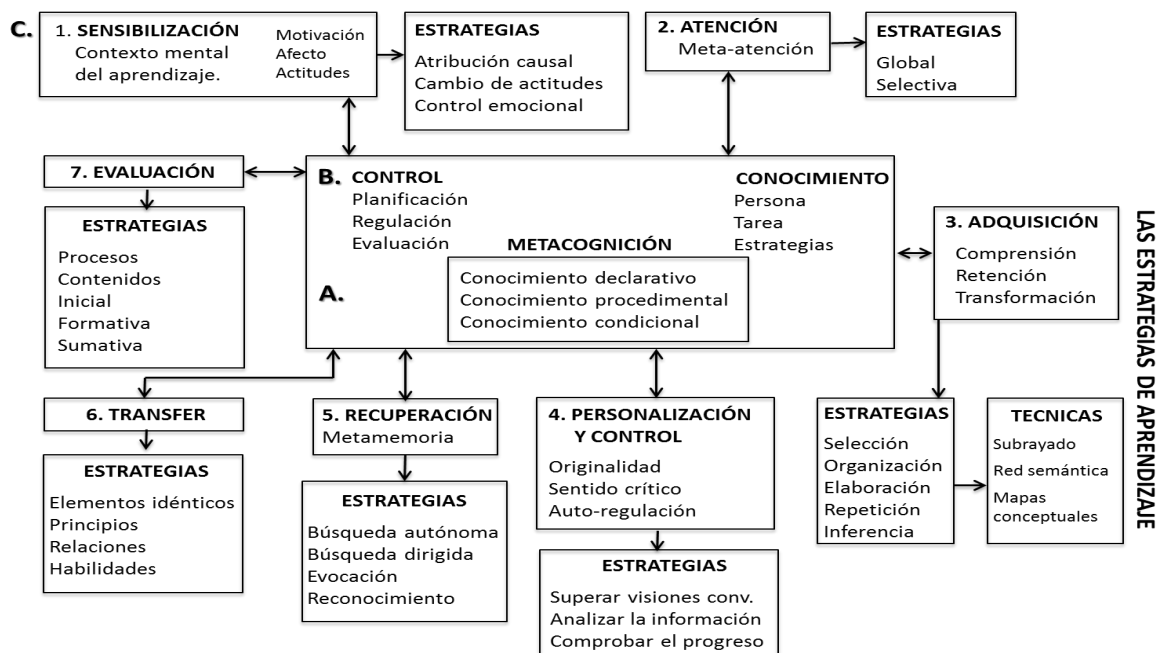 C.
1. SENSIBILIZACIÓN
Contexto mental
del aprendizaje.
Motivación
Afecto
Actitudes
ESTRATEGIAS
Atribución causal
Cambio de actitudes
Control emocional
2. ATENCIÓN
Meta-atención
ESTRATEGIAS
Global
Selectiva
7. EVALUACIÓN
ESTRATEGIAS
Procesos
Contenidos
Inicial
Formativa
Sumativa
B. CONTROL
Planificación
Regulación
Evaluación
CONOCIMIENTO
Persona
Tarea
Estrategias
METACOGNICIÓN
A.
Conocimiento declarativo
Conocimiento procedimental
Conocimiento condicional
3. ADQUISICIÓN
Comprensión
Retención
Transformación
LAS ESTRATEGIAS DE APRENDIZAJE
6. TRANSFER
ESTRATEGIAS
Elementos idénticos
Principios
Relaciones
Habilidades
5. RECUPERACIÓN
Metamemoria
ESTRATEGIAS
Búsqueda autónoma
Búsqueda dirigida
Evocación
Reconocimiento
4. PERSONALIZACIÓN
Y CONTROL
Originalidad
Sentido crítico
Auto-regulación
ESTRATEGIAS
Superar visiones conv.
Analizar la información
Comprobar el progreso
ESTRATEGIAS
Selección
Organización
Elaboración
Repetición
Inferencia
TECNICAS
Subrayado
Red semántica
Mapas
conceptuales